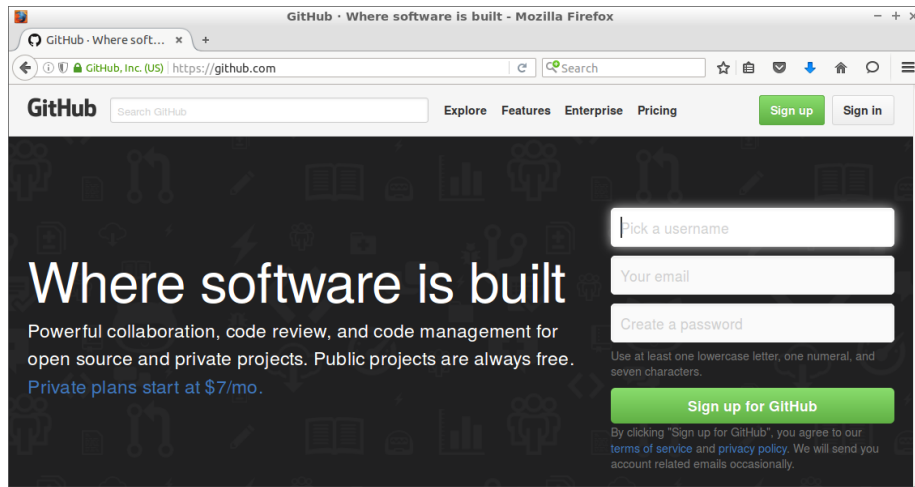 GitHub · Where software is built - Mozilla Firefox
GitHub · Where soft...
GitHub, Inc. (US) https://github.com
Search
GitHub
Search GitHub
Explore Features Enterprise Pricing
Sign up
Sign in
Where software is built
Powerful collaboration, code review, and code management for
open source and private projects. Public projects are always free.
Private plans start at $7/mo.
Pick a username
Your email
Create a password
Use at least one lowercase letter, one numeral, and
seven characters.
Sign up for GitHub
By clicking "Sign up for GitHub", you agree to our
terms of service and privacy policy. We will send you
account related emails occasionally.